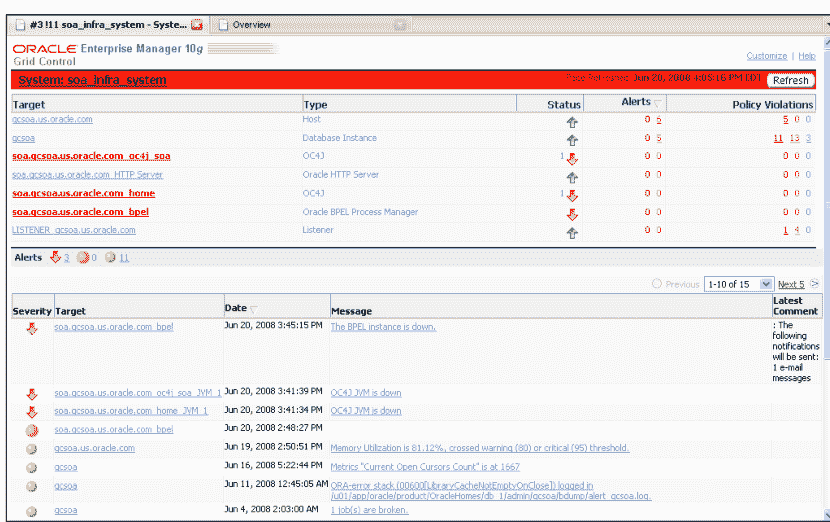 #3 !11 soa_infra_system - Syste... Overview
ORACLE Enterprise Manager 10g
Grid Control
Customize | Help
System: soa_infra_system Page Refreshed Jun 20, 2008 4:05:15 PM EDT Refresh
Target Type Status Alerts Policy Violations
gcsoa.us.oracle.com Host 0 6 5 0 0
gcsoa Database Instance 0 5 11 13 3
soa.gcsoa.us.oracle.com_oc4j_soa OC4J 1 0 0 0 0 0
soa.gcsoa.us.oracle.com_HTTP Server Oracle HTTP Server 0 0 0 0 0
soa.gcsoa.us.oracle.com_home OC4J 1 0 0 0 0 0
soa.gcsoa.us.oracle.com_bpel Oracle BPEL Process Manager 0 0 0 0 0
LISTENER_gcsoa.us.oracle.com Listener 0 0 1 4 0
Alerts 3 0 11
Previous 1-10 of 15 Next 5
Severity Target Date Message Latest Comment
soa.gcsoa.us.oracle.com_bpel Jun 20, 2008 3:45:15 PM The BPEL instance is down. : The
following
notifications
will be sent:
1 e-mail
messages
soa.gcsoa.us.oracle.com_oc4j_soa_JVM_1 Jun 20, 2008 3:41:39 PM OC4J JVM is down
soa.gcsoa.us.oracle.com_home_JVM_1 Jun 20, 2008 3:41:34 PM OC4J JVM is down
soa.gcsoa.us.oracle.com_bpel Jun 20, 2008 2:48:27 PM
gcsoa.us.oracle.com Jun 19, 2008 2:50:51 PM Memory Utilization is 81.12%, crossed warning (80) or critical (95) threshold.
gcsoa Jun 16, 2008 5:22:44 PM Metrics "Current Open Cursors Count" is at 1667
gcsoa Jun 11, 2008 12:45:05 AM ORA-error stack (00600[LibraryCacheNotEmptyOnClose]) logged in
/u01/app/oracle/product/OracleHomes/db_1/admin/gcsoa/bdump/alert_gcsoa.log.
gcsoa Jun 4, 2008 2:03:00 AM 1 job(s) are broken.